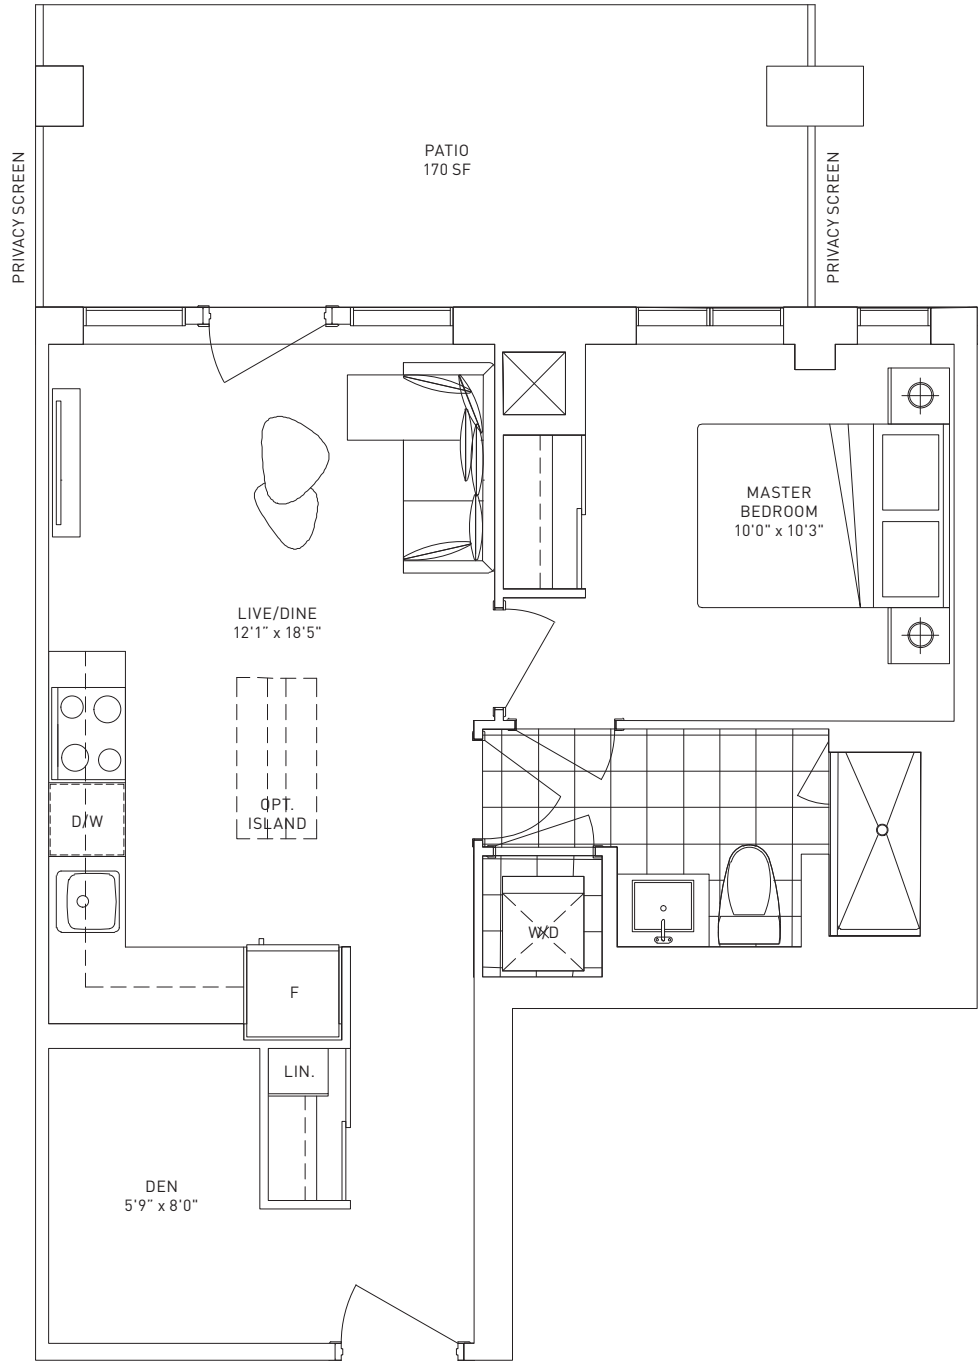 PATIO
170 SF
PRIVACY SCREEN
PRIVACY SCREEN
MASTER
BEDROOM
10'0" x 10'3"
LIVE/DINE
12'1" x 18'5"
OPT.
ISLAND
D/W
W/D
F
LIN.
DEN
5'9" x 8'0"